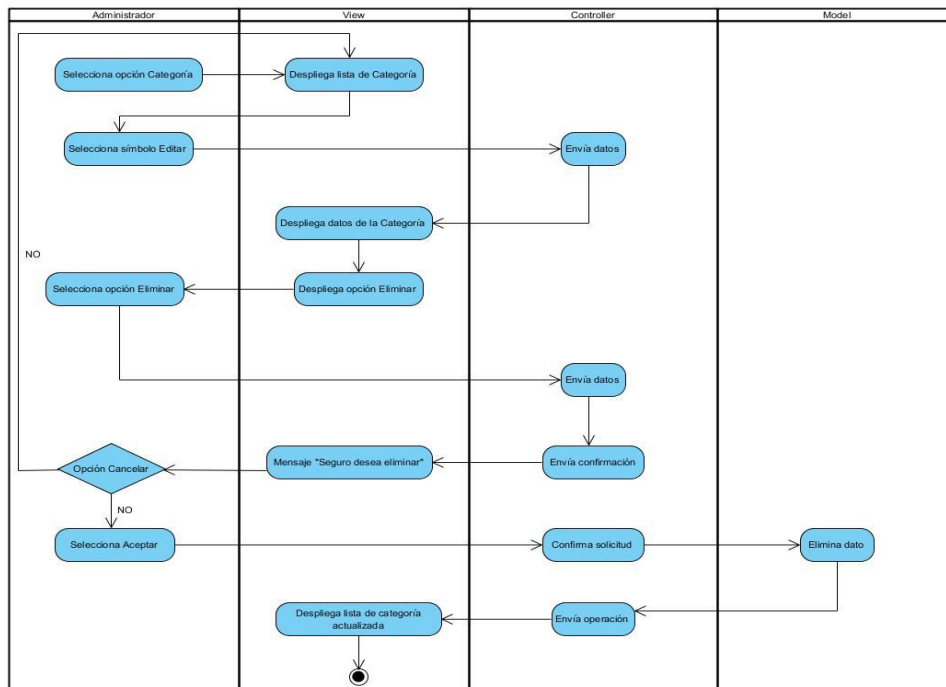 Administrador
View
Controller
Model
Selecciona opción Categoría
Despliega lista de Categoría
Selecciona símbolo Editar
Envía datos
Despliega datos de la Categoría
NO
Selecciona opción Eliminar
Despliega opción Eliminar
Envía datos
Opción Cancelar
Mensaje "Seguro desea eliminar"
Envía confirmación
NO
Selecciona Aceptar
Confirma solicitud
Elimina dato
Despliega lista de categoría
actualizada
Envía operación